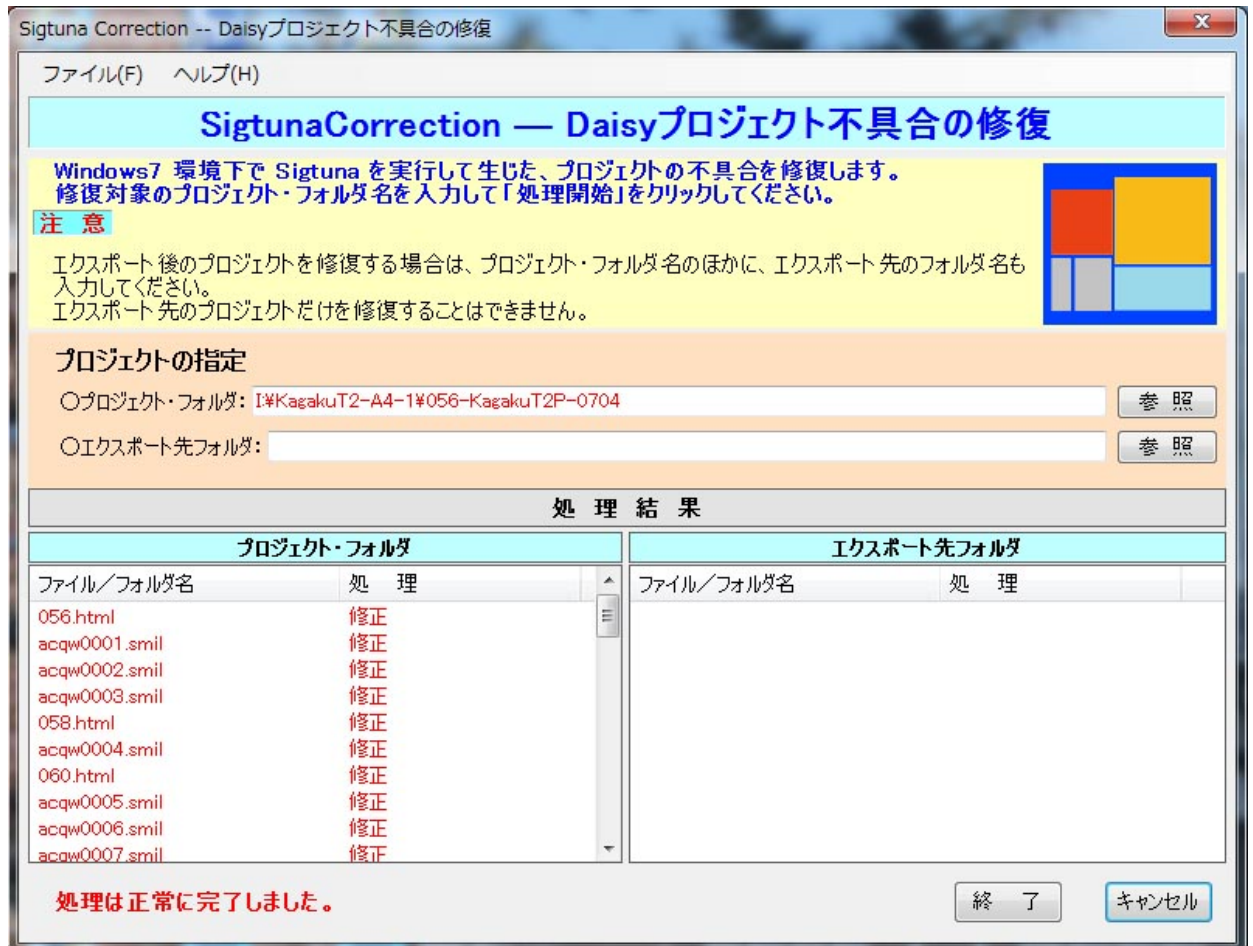 Sigtuna Correction -- Daisyプロジェクト不具合の修復
ファイル(F) ヘルプ(H)
SigtunaCorrection — Daisyプロジェクト不具合の修復
Windows7 環境下で Sigtuna を実行して生じた、プロジェクトの不具合を修復します。
修復対象のプロジェクト・フォルダ名を入力して「処理開始」をクリックしてください。
注 意
エクスポート後のプロジェクトを修復する場合は、プロジェクト・フォルダ名のほかに、エクスポート先のフォルダ名も
入力してください。
エクスポート先のプロジェクトだけを修復することはできません。
プロジェクトの指定
○プロジェクト・フォルダ: I:¥KagakuT2-A4-1¥056-KagakuT2P-0704 参 照
○エクスポート先フォルダ: 参 照
処 理 結 果
プロジェクト・フォルダ エクスポート先フォルダ
ファイル/フォルダ名 処 理 ファイル/フォルダ名 処 理
056.html 修正
acqw0001.smil 修正
acqw0002.smil 修正
acqw0003.smil 修正
058.html 修正
acqw0004.smil 修正
060.html 修正
acqw0005.smil 修正
acqw0006.smil 修正
acqw0007.smil 修正
処理は正常に完了しました。 終 了 キャンセル